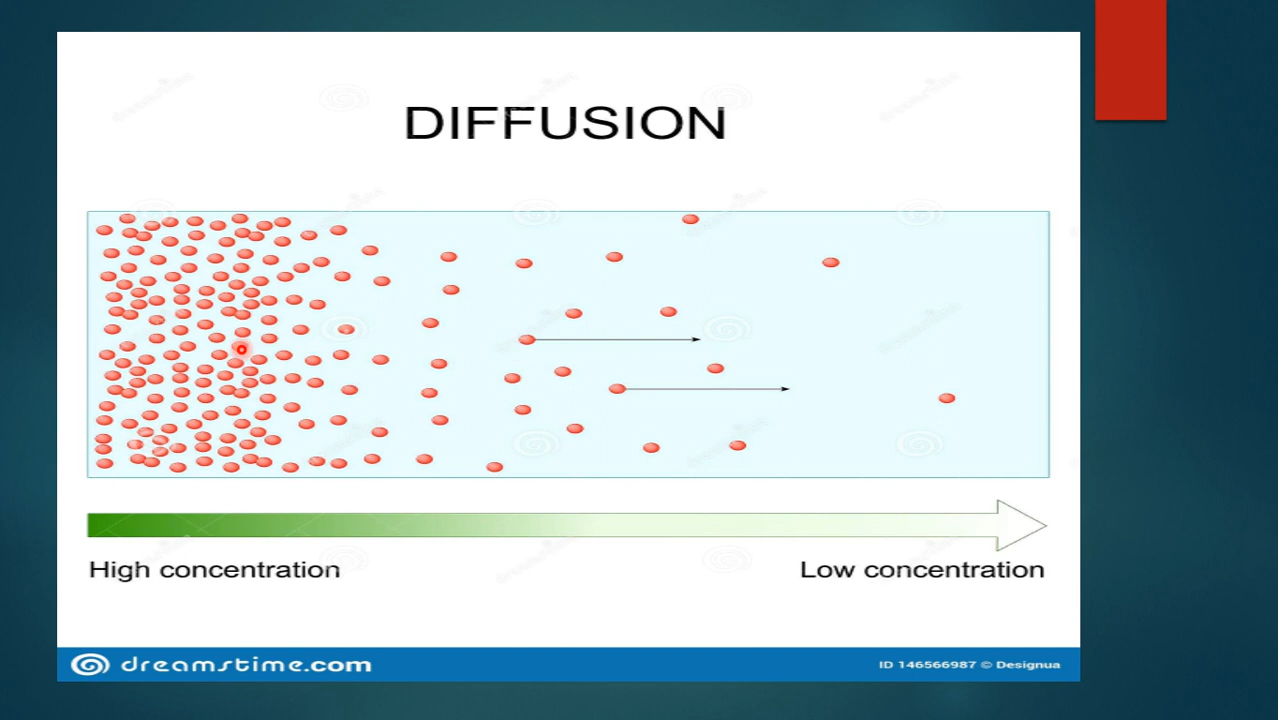 DIFFUSION
High concentration
Low concentration
dreamstime.com
ID 146566987 © Designua